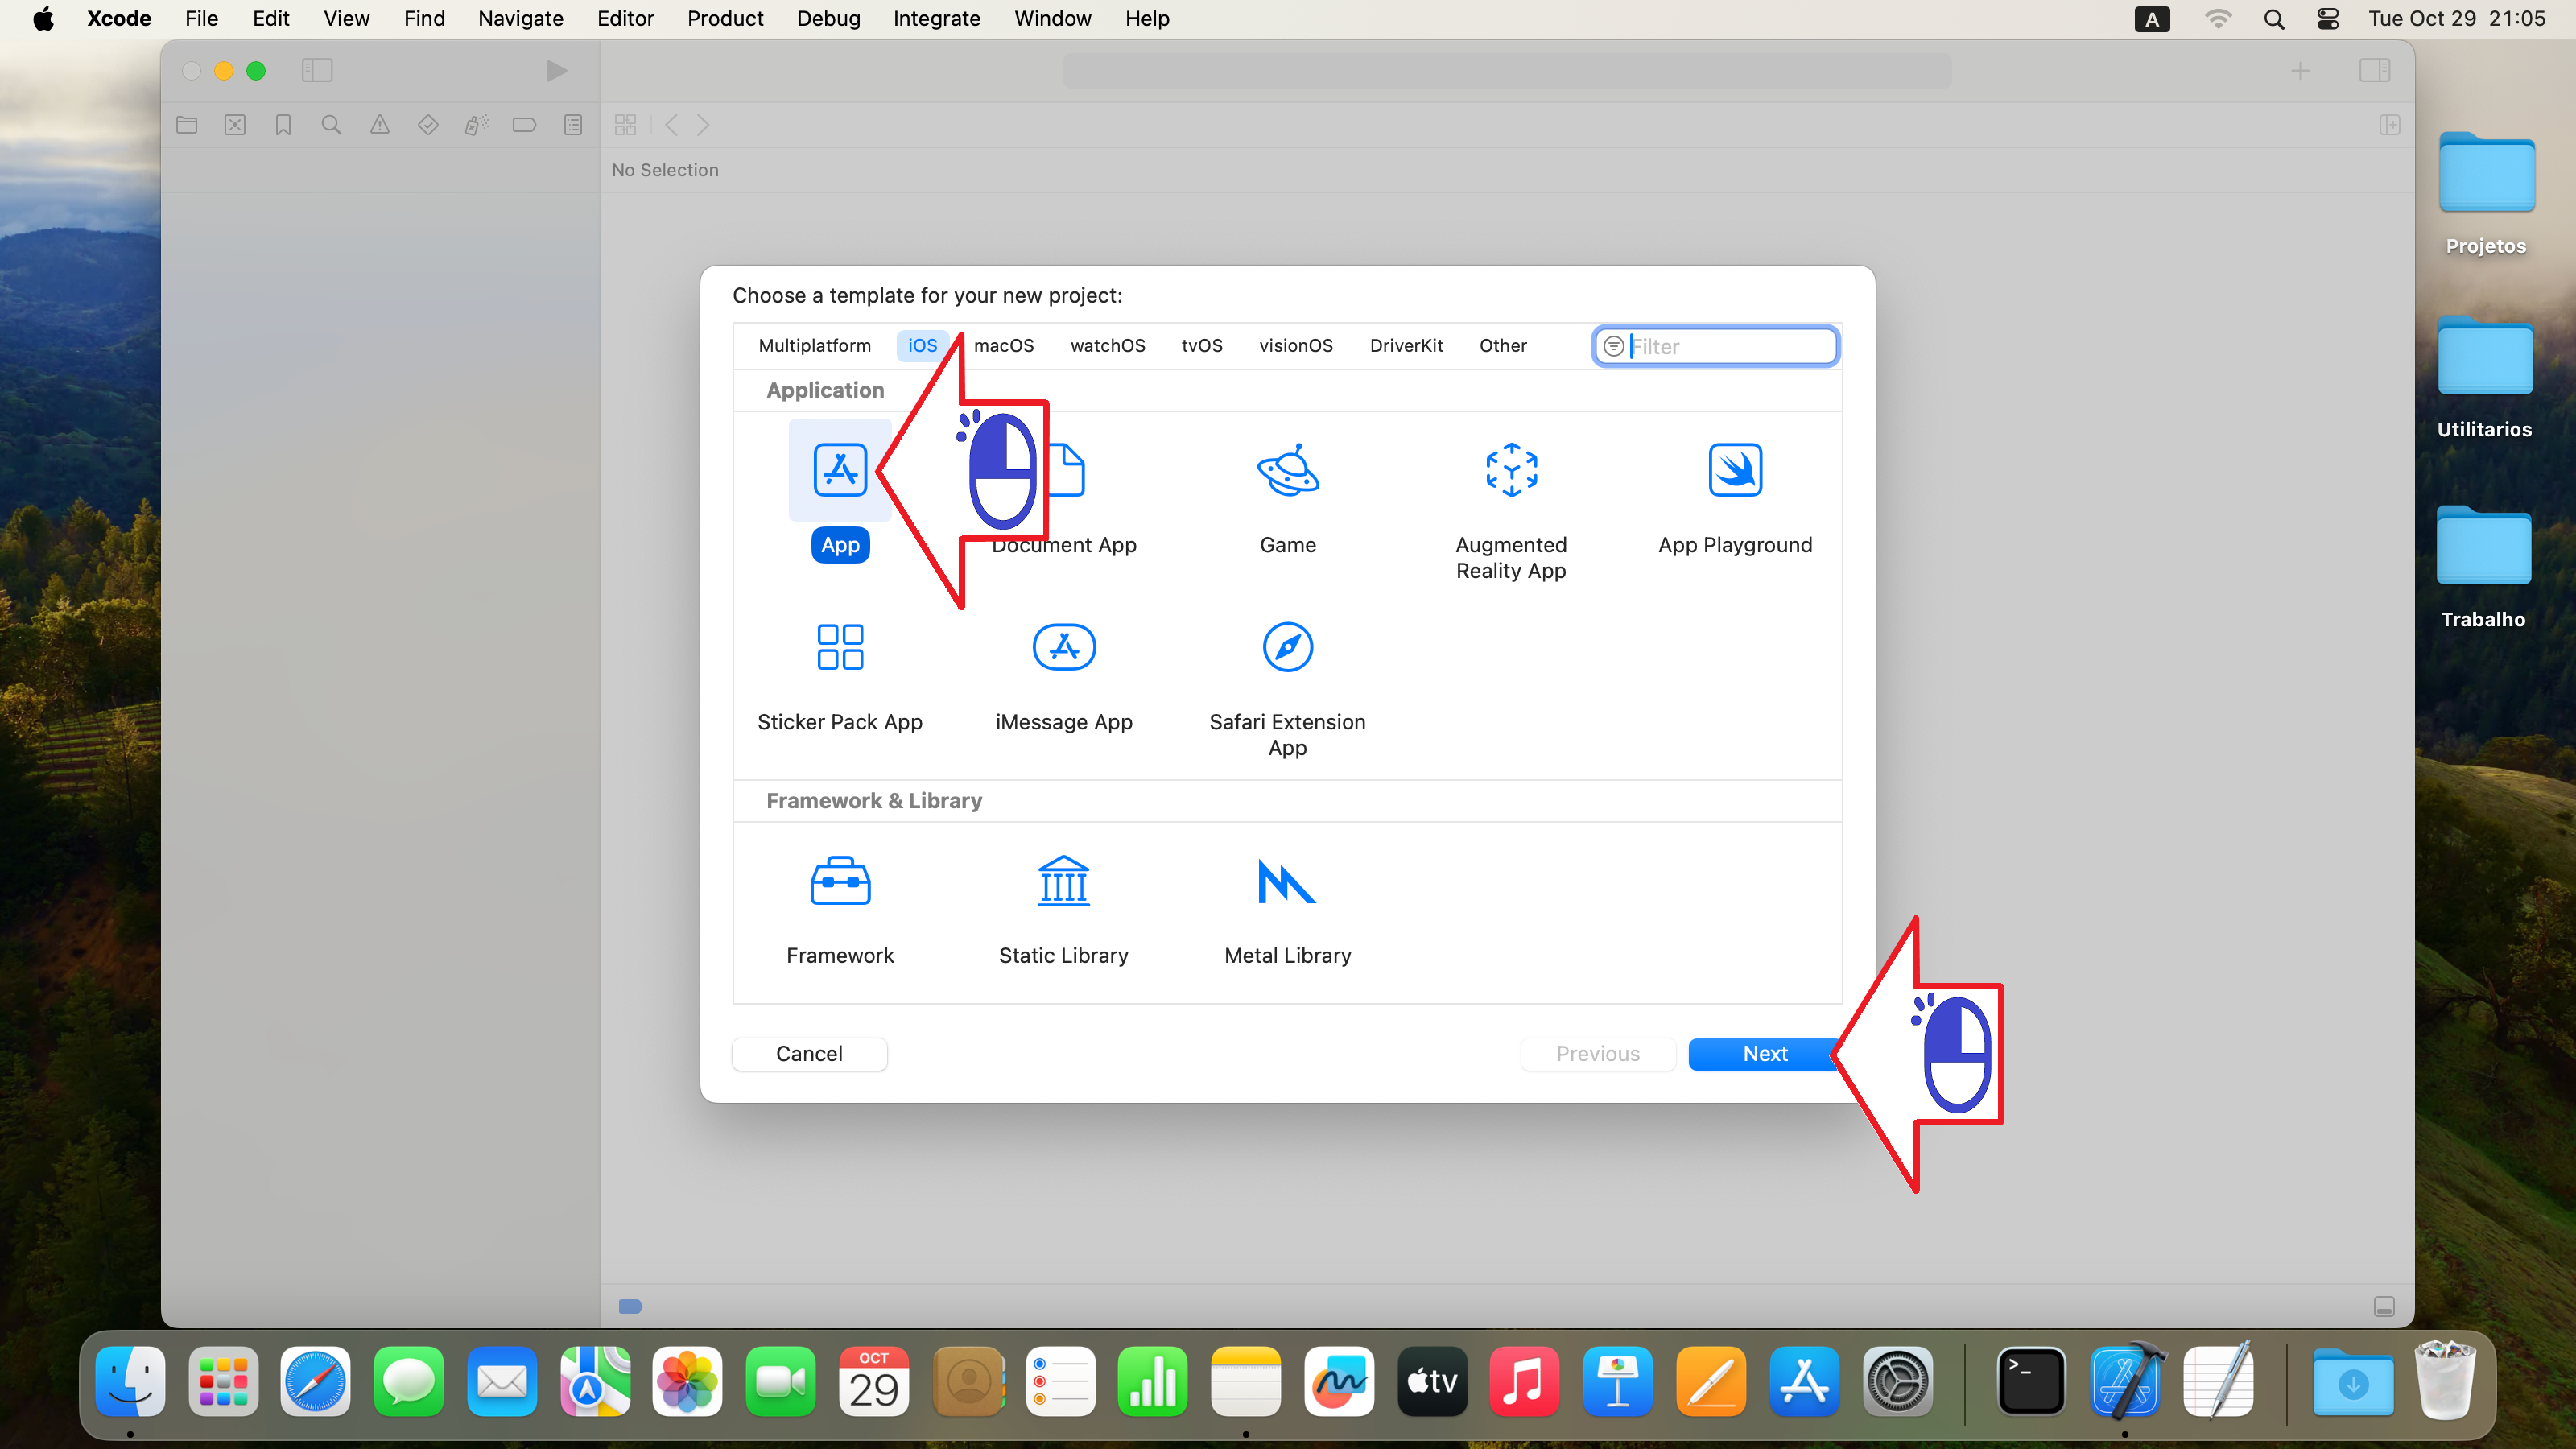 Xcode File Edit View Find Navigate Editor Product Debug Integrate Window Help A Tue Oct 29 21:05
No Selection
Projetos
Utilitarios
Trabalho
Choose a template for your new project:
Multiplatform iOS macOS watchOS tvOS visionOS DriverKit Other Filter
Application
App Document App Game Augmented Reality App App Playground
Sticker Pack App iMessage App Safari Extension App
Framework & Library
Framework Static Library Metal Library
Cancel Previous Next
OCT
29
tv
>_